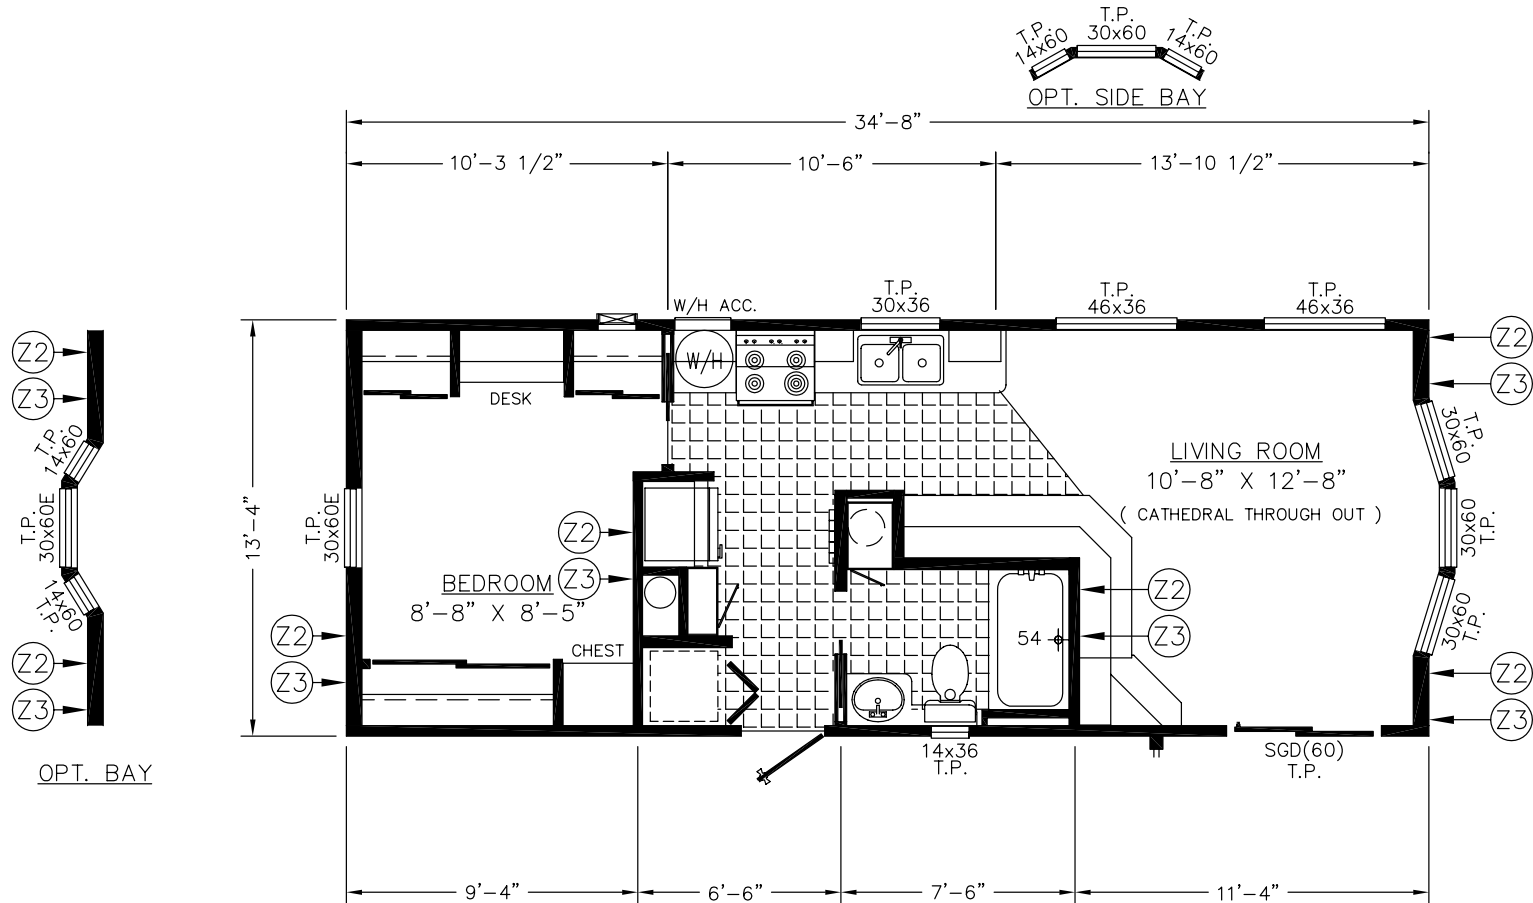 T.P.
14x60
T.P.
30x60
T.P.
14x60
OPT. SIDE BAY
34'-8"
10'-3 1/2"
10'-6"
13'-10 1/2"
W/H ACC.
T.P.
30x36
T.P.
46x36
T.P.
46x36
Z2
Z3
T.P.
14x60
T.P.
30x60E
14x60
T.P.
Z2
Z3
OPT. BAY
13'-4"
T.P.
30x60E
Z2
Z3
DESK
W/H
BEDROOM
8'-8" X 8'-5"
Z2
Z3
CHEST
LIVING ROOM
10'-8" X 12'-8"
( CATHEDRAL THROUGH OUT )
54
Z2
Z3
Z2
Z3
T.P.
30x60
30x60
T.P.
30x60
T.P.
Z2
Z3
14x36
T.P.
SGD(60)
T.P.
9'-4"
6'-6"
7'-6"
11'-4"